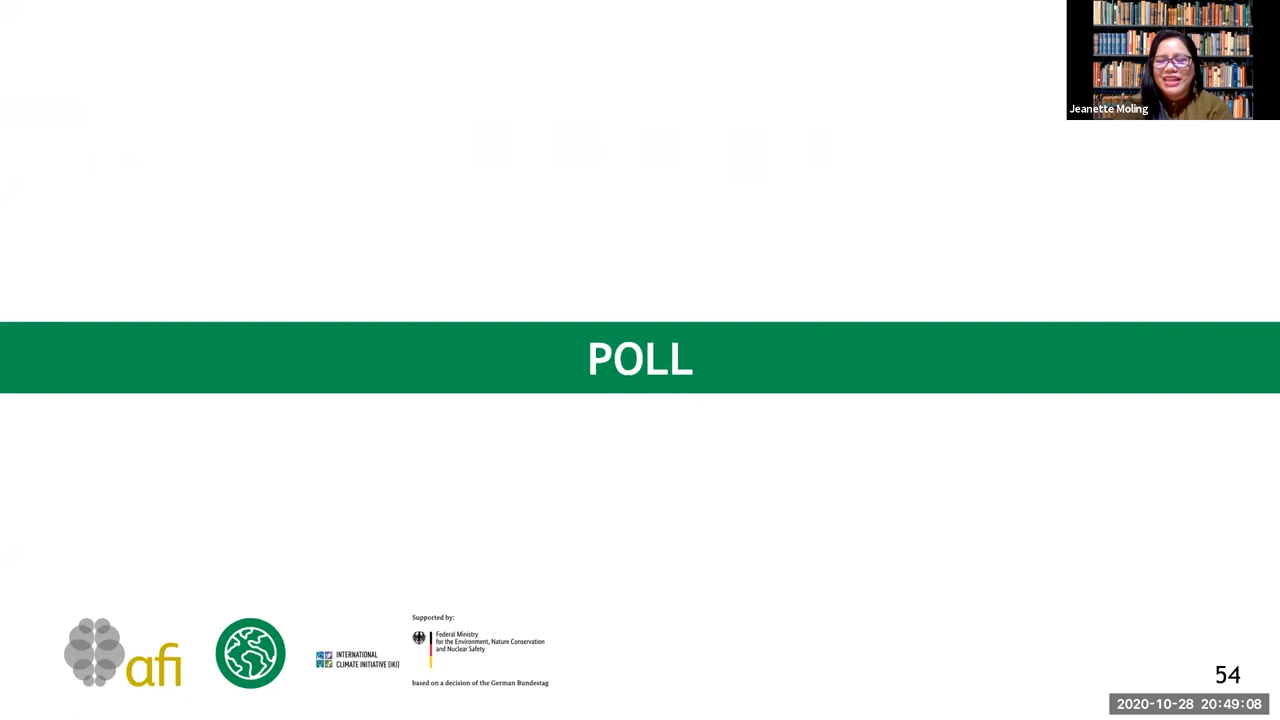 Jeanette Moling
POLL
afi
INTERNATIONAL
CLIMATE INITIATIVE (IKI)
Supported by:
Federal Ministry
for the Environment, Nature Conservation
and Nuclear Safety
based on a decision of the German Bundestag
54
2020-10-28 20:49:08